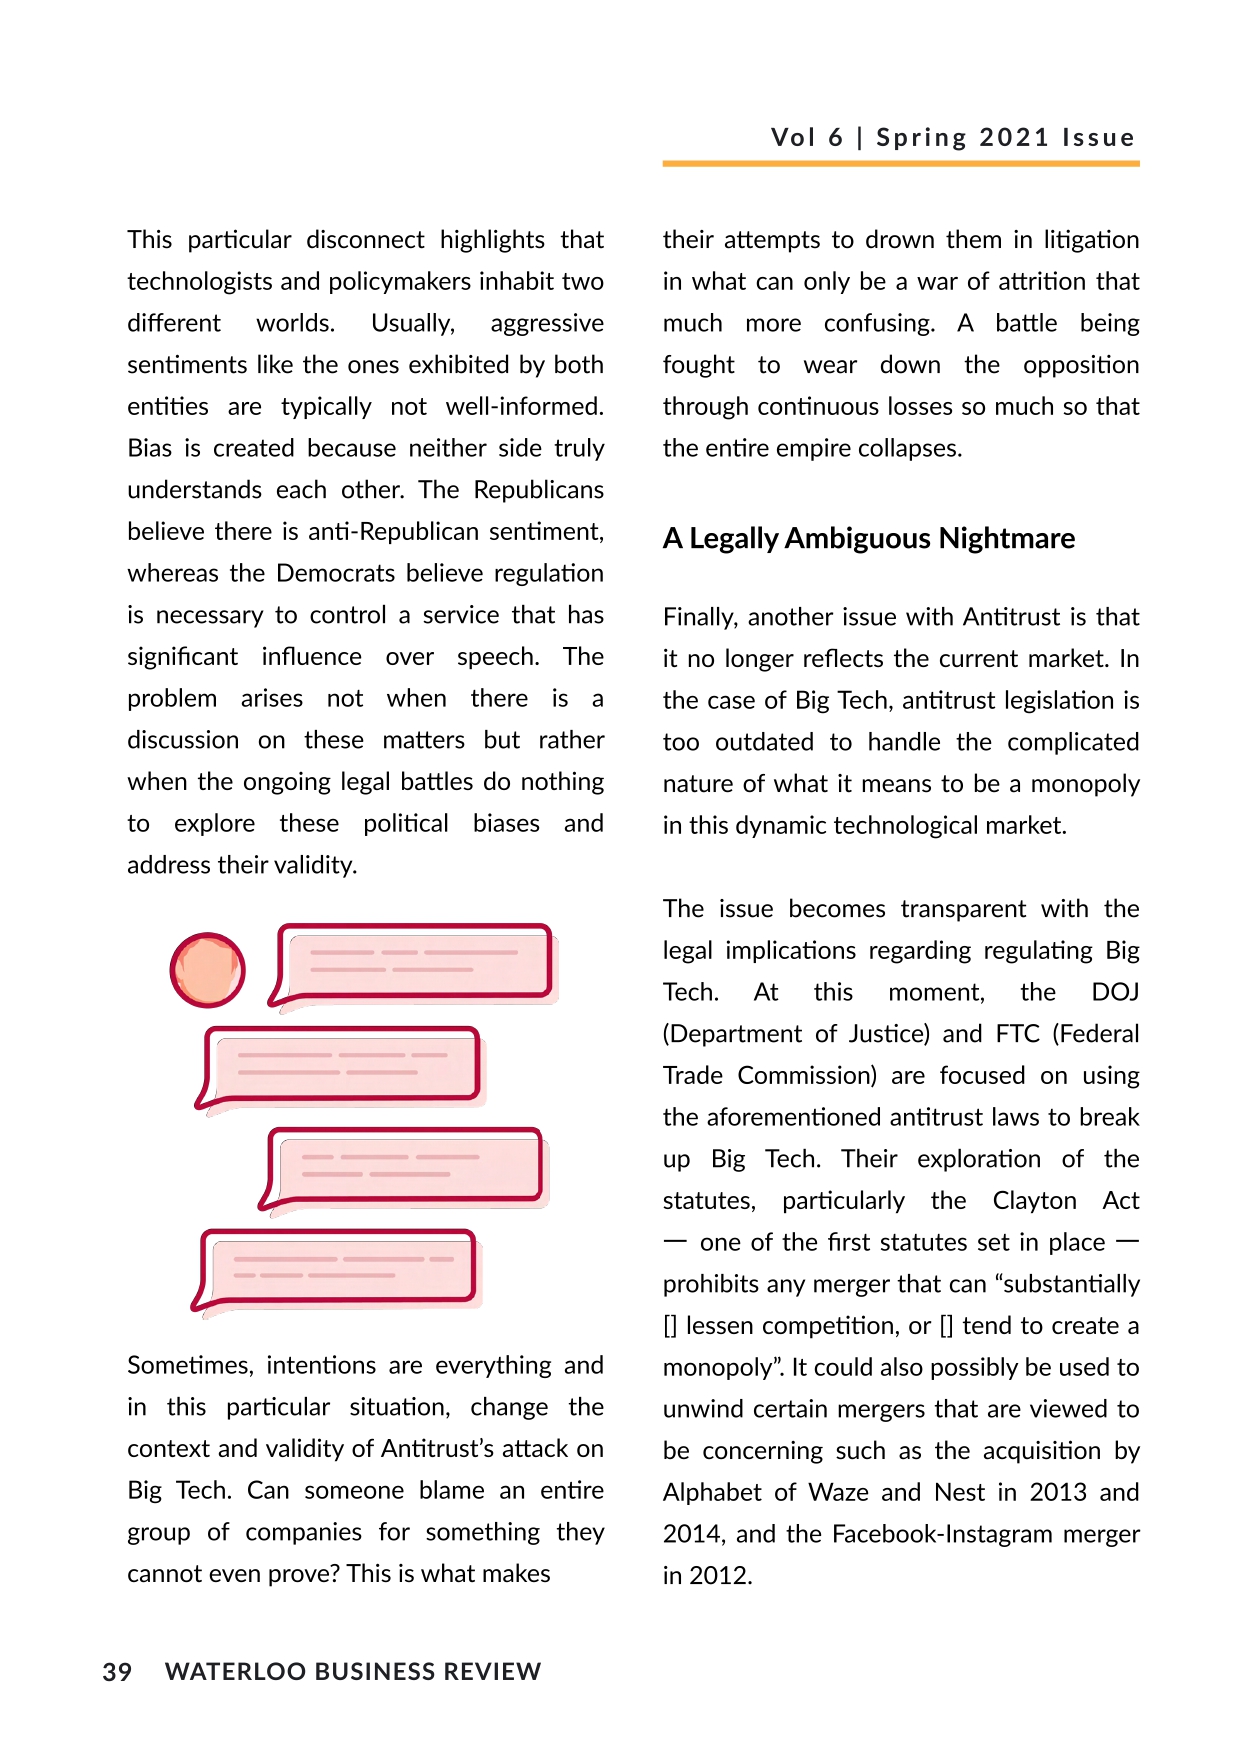 Vol 6 | Spring 2021 Issue
This particular disconnect highlights that
technologists and policymakers inhabit two
different worlds. Usually, aggressive
sentiments like the ones exhibited by both
entities are typically not well-informed.
Bias is created because neither side truly
understands each other. The Republicans
believe there is anti-Republican sentiment,
whereas the Democrats believe regulation
is necessary to control a service that has
significant influence over speech. The
problem arises not when there is a
discussion on these matters but rather
when the ongoing legal battles do nothing
to explore these political biases and
address their validity.
Sometimes, intentions are everything and
in this particular situation, change the
context and validity of Antitrust’s attack on
Big Tech. Can someone blame an entire
group of companies for something they
cannot even prove? This is what makes
their attempts to drown them in litigation
in what can only be a war of attrition that
much more confusing. A battle being
fought to wear down the opposition
through continuous losses so much so that
the entire empire collapses.
A Legally Ambiguous Nightmare
Finally, another issue with Antitrust is that
it no longer reflects the current market. In
the case of Big Tech, antitrust legislation is
too outdated to handle the complicated
nature of what it means to be a monopoly
in this dynamic technological market.
The issue becomes transparent with the
legal implications regarding regulating Big
Tech. At this moment, the DOJ
(Department of Justice) and FTC (Federal
Trade Commission) are focused on using
the aforementioned antitrust laws to break
up Big Tech. Their exploration of the
statutes, particularly the Clayton Act
— one of the first statutes set in place —
prohibits any merger that can “substantially
[] lessen competition, or [] tend to create a
monopoly”. It could also possibly be used to
unwind certain mergers that are viewed to
be concerning such as the acquisition by
Alphabet of Waze and Nest in 2013 and
2014, and the Facebook-Instagram merger
in 2012.
39 WATERLOO BUSINESS REVIEW